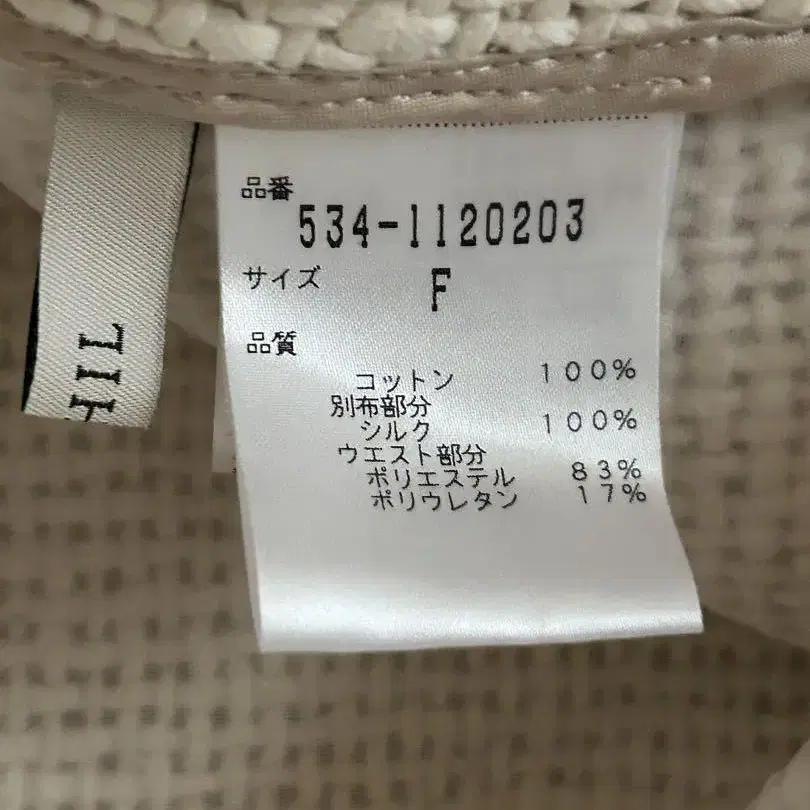 品番
534-1120203
サイズ F
品質
コットン 100%
別布部分
シルク 100%
ウエスト部分
ポリエステル 83%
ポリウレタン 17%
HIL